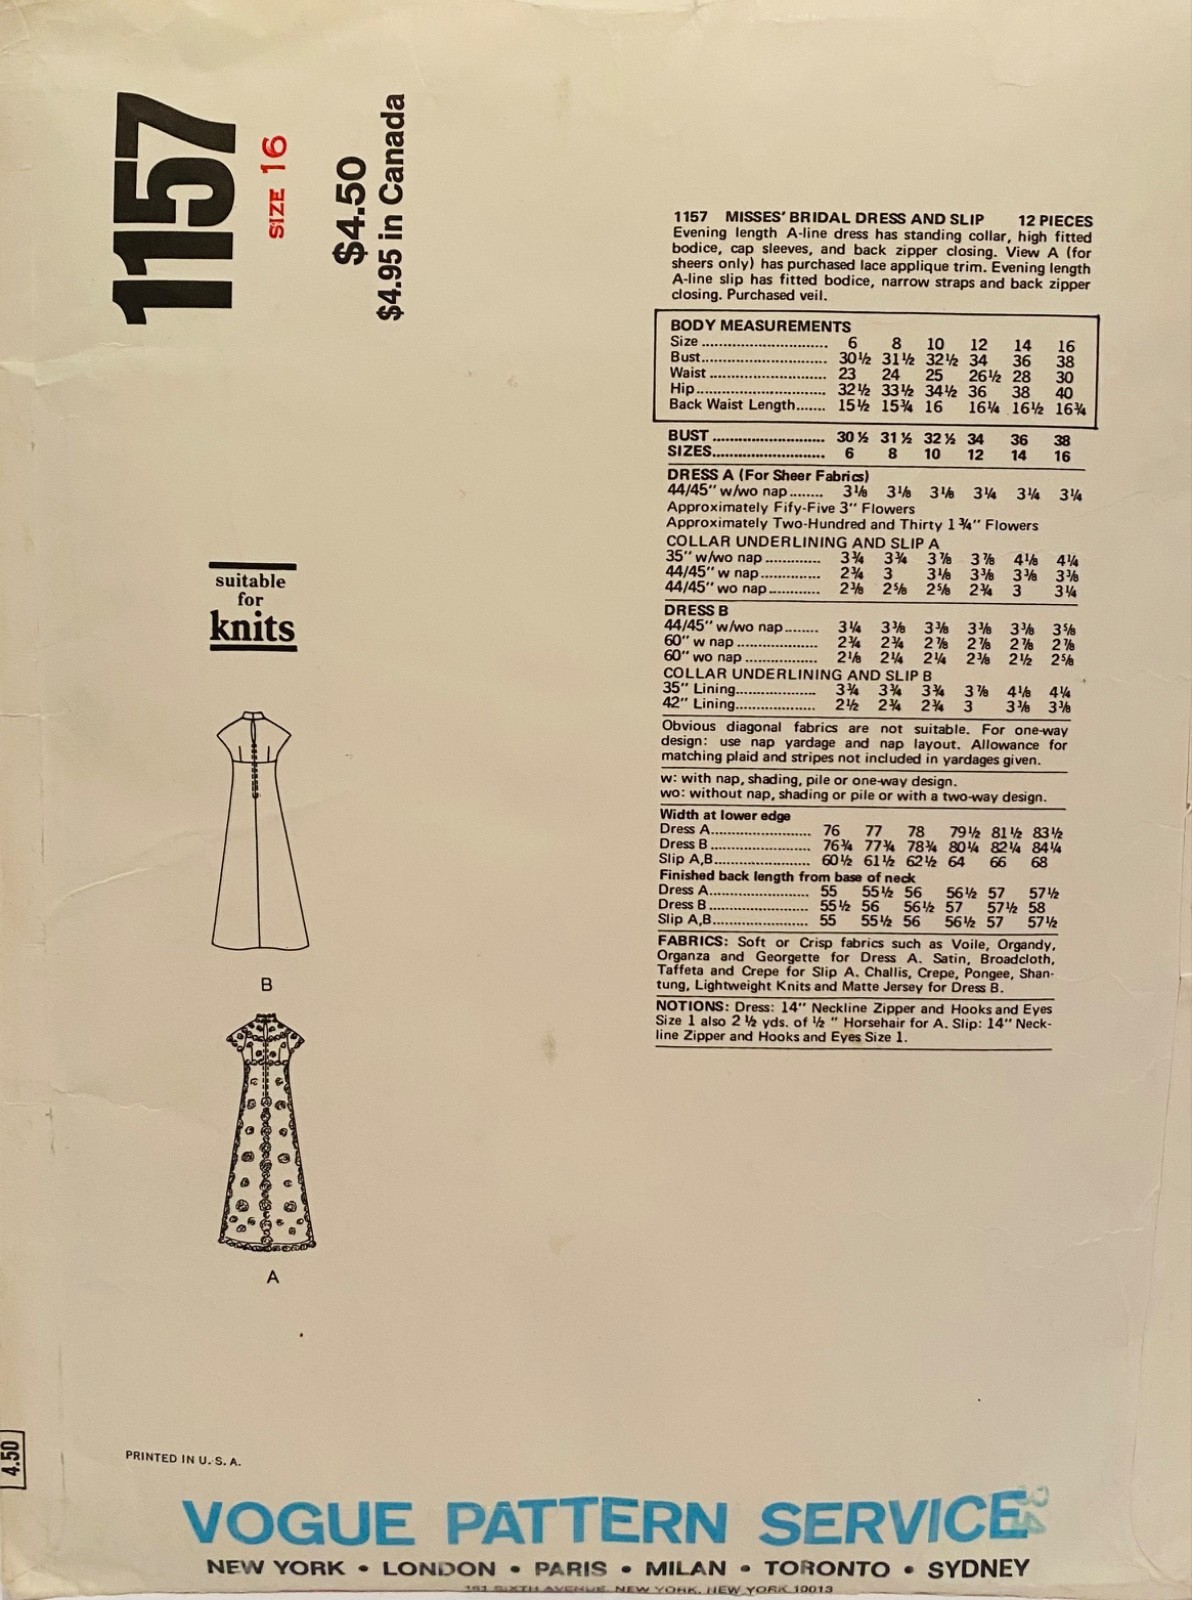 1157
SIZE 16
$4.50
$4.95 in Canada
1157 MISSES' BRIDAL DRESS AND SLIP 12 PIECES
Evening length A-line dress has standing collar, high fitted
bodice, cap sleeves, and back zipper closing. View A (for
sheers only) has purchased lace applique trim. Evening length
A-line slip has fitted bodice, narrow straps and back zipper
closing. Purchased veil.
BODY MEASUREMENTS
Size 6 8 10 12 14 16
Bust 30½ 31½ 32½ 34 36 38
Waist 23 24 25 26½ 28 30
Hip 32½ 33½ 34½ 36 38 40
Back Waist Length 15½ 15¾ 16 16¼ 16½ 16¾
BUST 30½ 31½ 32½ 34 36 38
SIZES 6 8 10 12 14 16
DRESS A (For Sheer Fabrics)
44/45" w/wo nap 3⅛ 3⅛ 3⅛ 3¼ 3¼ 3¼
Approximately Fifty-Five 3" Flowers
Approximately Two-Hundred and Thirty 1¾" Flowers
COLLAR UNDERLINING AND SLIP A
35" w/wo nap 3¾ 3¾ 3⅞ 3⅞ 4⅛ 4¼
44/45" w nap 2¾ 3 3⅛ 3⅜ 3⅜ 3⅜
44/45" wo nap 2⅜ 2⅝ 2⅝ 2¾ 3 3¼
DRESS B
44/45" w/wo nap 3¼ 3⅜ 3⅜ 3⅜ 3⅜ 3⅝
60" w nap 2¾ 2¾ 2⅞ 2⅞ 2⅞ 2⅞
60" wo nap 2⅛ 2¼ 2¼ 2⅜ 2½ 2⅝
COLLAR UNDERLINING AND SLIP B
35" Lining 3¾ 3¾ 3¾ 3⅞ 4⅛ 4¼
42" Lining 2½ 2¾ 2¾ 3 3⅜ 3⅜
Obvious diagonal fabrics are not suitable. For one-way
design: use nap yardage and nap layout. Allowance for
matching plaid and stripes not included in yardages given.
w: with nap, shading, pile or one-way design.
wo: without nap, shading or pile or with a two-way design.
Width at lower edge
Dress A 76 77 78 79½ 81½ 83½
Dress B 76¾ 77¾ 78¾ 80¼ 82¼ 84¼
Slip A,B 60½ 61½ 62½ 64 66 68
Finished back length from base of neck
Dress A 55 55½ 56 56½ 57 57½
Dress B 55½ 56 56½ 57 57½ 58
Slip A,B 55 55½ 56 56½ 57 57½
FABRICS: Soft or Crisp fabrics such as Voile, Organdy,
Organza and Georgette for Dress A. Satin, Broadcloth,
Taffeta and Crepe for Slip A. Challis, Crepe, Pongee, Shan-
tung, Lightweight Knits and Matte Jersey for Dress B.
NOTIONS: Dress: 14" Neckline Zipper and Hooks and Eyes
Size 1 also 2 ½ yds. of ½ " Horsehair for A. Slip: 14" Neck-
line Zipper and Hooks and Eyes Size 1.
suitable
for
knits
B
A
4.50
PRINTED IN U. S. A.
VOGUE PATTERN SERVICE
NEW YORK • LONDON • PARIS • MILAN • TORONTO • SYDNEY
161 SIXTH AVENUE, NEW YORK, NEW YORK 10013